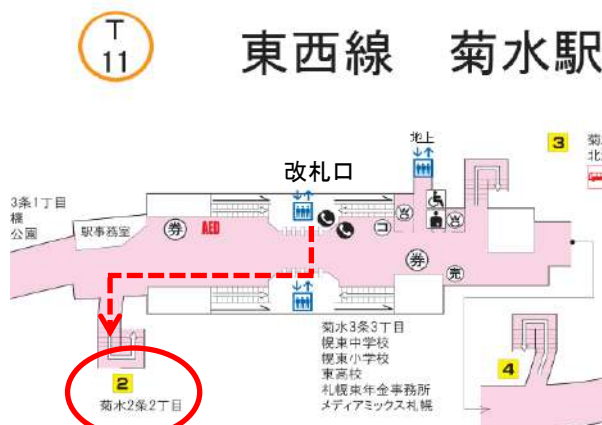 T
11
東西線 菊水駅
地上
3
菊
北
改札口
3条1丁目
公園
駅事務室
券
AED
コ
券
売
菊水3条3丁目
幌東中学校
幌東小学校
東高校
札幌東年金事務所
メディアミックス札幌
2
菊水2条2丁目
4